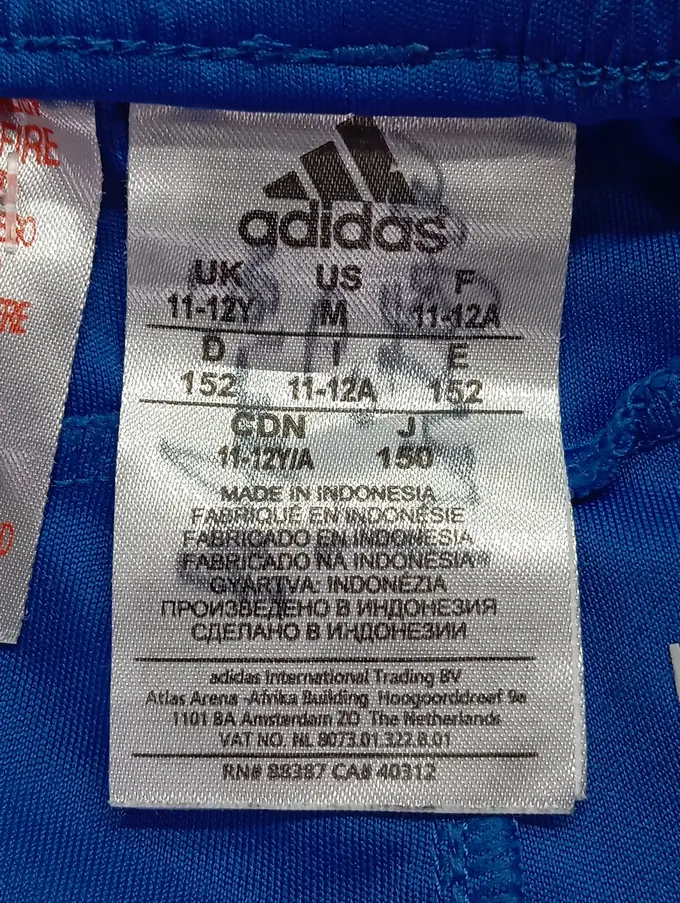 FIRE
adidas
UK US F
11-12Y M 11-12A
D I E
152 11-12A 152
CDN J
11-12Y/A 150
MADE IN INDONESIA
FABRIQUÉ EN INDONÉSIE
FABRICADO EN INDONESIA
FABRICADO NA INDONÉSIA
GYÁRTVA: INDONÉZIA
ПРОИЗВЕДЕНО В ИНДОНЕЗИЯ
СДЕЛАНО В ИНДОНЕЗИИ
adidas International Trading BV
Atlas Arena -Afrika Building Hoogoorddreef 9a
1101 BA Amsterdam ZO The Netherlands
VAT NO. NL 8073.01.322.B.01
RN# 88387 CA# 40312